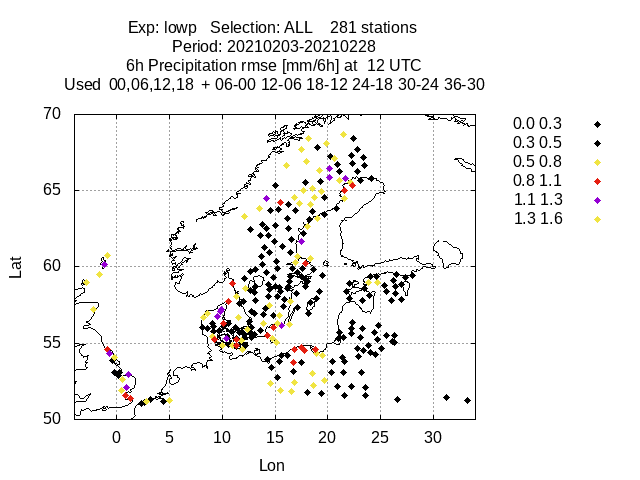 Exp: lowp   Selection: ALL    281 stations
Period: 20210203-20210228
6h Precipitation rmse [mm/6h] at  12 UTC
Used  00,06,12,18  + 06-00  12-06  18-12  24-18  30-24  36-30
70
65
60
55
50
Lat
0 5 10 15 20 25 30
Lon
0.0 0.3
0.3 0.5
0.5 0.8
0.8 1.1
1.1 1.3
1.3 1.6